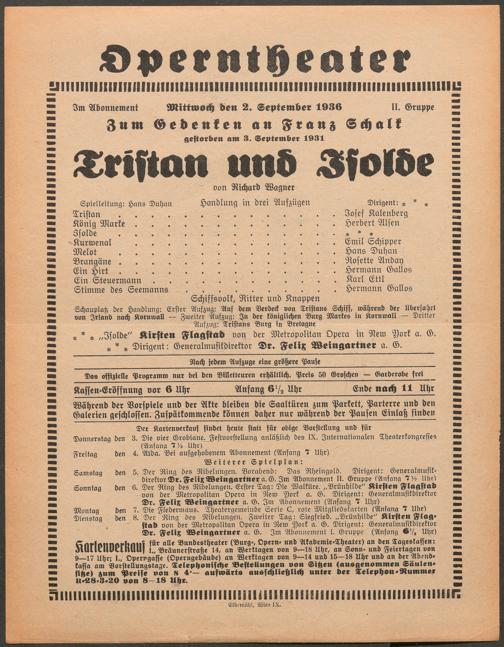 Operntheater
Im Abonnement Mittwoch den 2. September 1936 II. Gruppe
Zum Gedenken an Franz Schalk
gestorben am 3. September 1931
Tristan und Isolde
von Richard Wagner
Spielleitung: Hans Duhan Handlung in drei Aufzügen Dirigent: * * *
Tristan . . . . . . . . . . Josef Kalenberg
König Marke . . . . . . . . . . Herbert Alsen
Isolde . . . . . . . . . . * * *
Kurwenal . . . . . . . . . . Emil Schipper
Melot . . . . . . . . . . Hans Duhan
Brangäne . . . . . . . . . . Rosette Anday
Ein Hirt . . . . . . . . . . Hermann Gallos
Ein Steuermann . . . . . . . . . . Karl Ettl
Stimme des Seemanns . . . . . . . . . . Hermann Gallos
Schiffsvolk, Ritter und Knappen
Schauplatz der Handlung: Erster Aufzug: Auf dem Verdeck von Tristans Schiff, während der Überfahrt
von Irland nach Kornwall — Zweiter Aufzug: In der königlichen Burg Markes in Kornwall — Dritter
Aufzug: Tristans Burg in Bretagne
* * * „Isolde" Kirsten Flagstad von der Metropolitan Opera in New York a. G.
* * * Dirigent: Generalmusikdirektor Dr. Felix Weingartner a. G.
Nach jedem Aufzuge eine größere Pause
Das offizielle Programm nur bei den Billetteuren erhältlich. Preis 50 Groschen — Garderobe frei
Kassen-Eröffnung vor 6 Uhr Anfang 6½ Uhr Ende nach 11 Uhr
Während der Vorspiele und der Akte bleiben die Saaltüren zum Parkett, Parterre und den
Galerien geschlossen. Zuspätkommende können daher nur während der Pausen Einlaß finden
Der Kartenverkauf findet heute statt für obige Vorstellung und für
Donnerstag den 3. Die vier Grobiane. Festvorstellung anläßlich des IX. Internationalen Theaterkongresses
(Anfang 7½ Uhr)
Freitag den 4. Aida. Bei aufgehobenem Abonnement (Anfang 7 Uhr)
Weiterer Spielplan:
Samstag den 5. Der Ring des Nibelungen. Vorabend: Das Rheingold. Dirigent: Generalmusik-
direktor Dr. Felix Weingartner a. G. Im Abonnement II. Gruppe (Anfang 7½ Uhr)
Sonntag den 6. Der Ring des Nibelungen. Erster Tag: Die Walküre. „Brünhilde" Kirsten Flagstad
von der Metropolitan Opera in New York a. G. Dirigent: Generalmusikdirektor
Dr. Felix Weingartner a. G. Im Abonnement (Anfang 6 Uhr)
Montag den 7. Die Fledermaus. Theatergemeinde Serie C, rote Mitgliedskarten (Anfang 7 Uhr)
Dienstag den 8. Der Ring des Nibelungen. Zweiter Tag: Siegfried. „Brünhilde" Kirsten Flag-
stad von der Metropolitan Opera in New York a. G. Dirigent: Generalmusikdirektor
Dr. Felix Weingartner a. G. Im Abonnement I. Gruppe (Anfang 6½ Uhr)
Kartenverkauf für alle Bundestheater (Burg-, Opern- und Akademie-Theater) an den Tageskassen:
I., Bräunerstraße 14, an Werktagen von 9—18 Uhr, an Sonn- und Feiertagen von
9—17 Uhr; I., Operngasse (Operngebäude) an Werktagen von 9—14 und 15—18 Uhr und an der Abend-
kassa am Vorstellungstage. Telephonische Bestellungen von Sitzen (ausgenommen Säulen-
sitze) zum Preise von S 4·— aufwärts ausschließlich unter der Telephon-Nummer
R-28-3-20 von 8—18 Uhr.
Elbemühl, Wien IX.